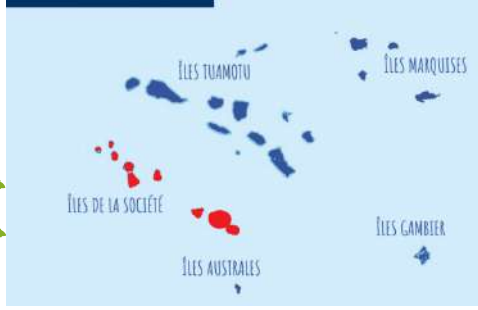 ÎLES TUAMOTU
ÎLES MARQUISES
ÎLES DE LA SOCIÉTÉ
ÎLES GAMBIER
ÎLES AUSTRALES